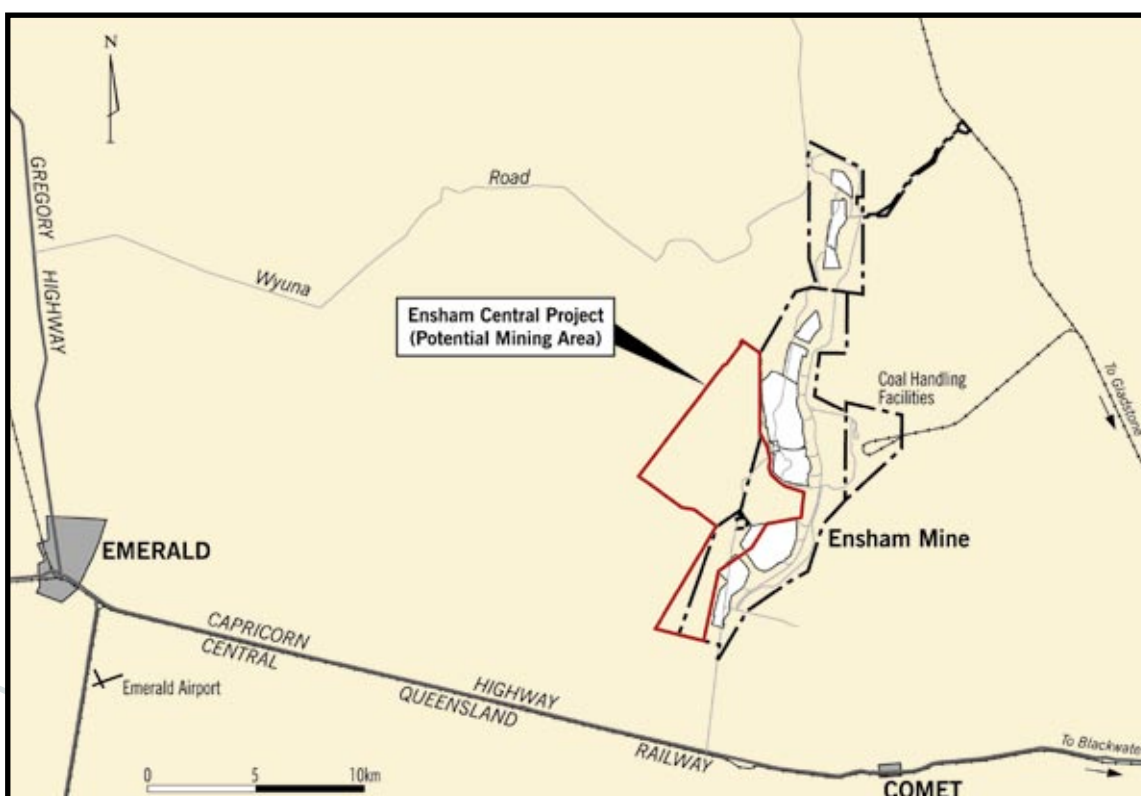 N
GREGORY
HIGHWAY
Road
Wyuna
Ensham Central Project
(Potential Mining Area)
Coal Handling
Facilities
To Gladstone
EMERALD
Ensham Mine
CAPRICORN
HIGHWAY
CENTRAL
QUEENSLAND
RAILWAY
Emerald Airport
To Blackwater
0 5 10km
COMET